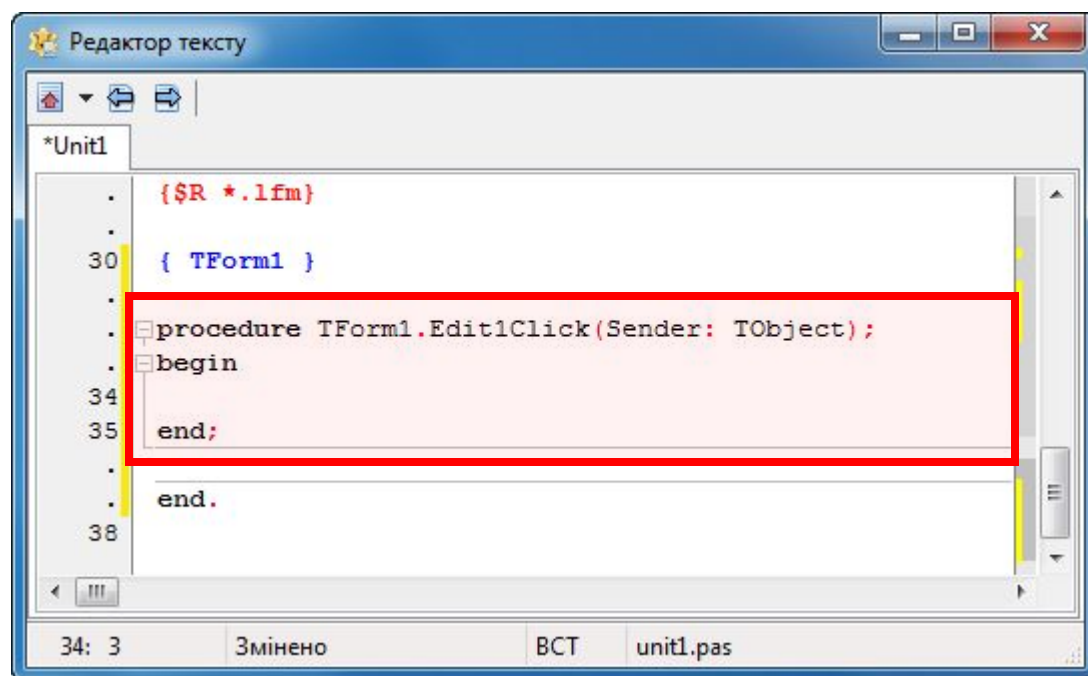 Редактор тексту
*Unit1
. {$R *.lfm}
.
30 { TForm1 }
.
. procedure TForm1.Edit1Click(Sender: TObject);
. begin
34
35 end;
.
. end.
38
34: 3 Змінено ВСТ unit1.pas